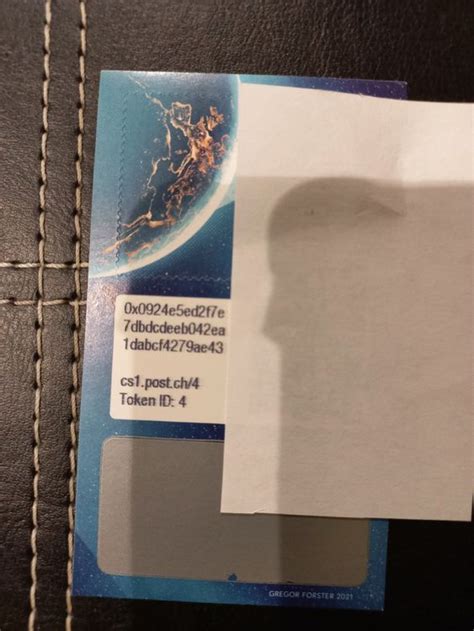 0x0924e5ed2f7e
7dbdcdeeb042ea
1dabcf4279ae43
cs1.post.ch/4
Token ID: 4
GREGOR FORSTER 2021